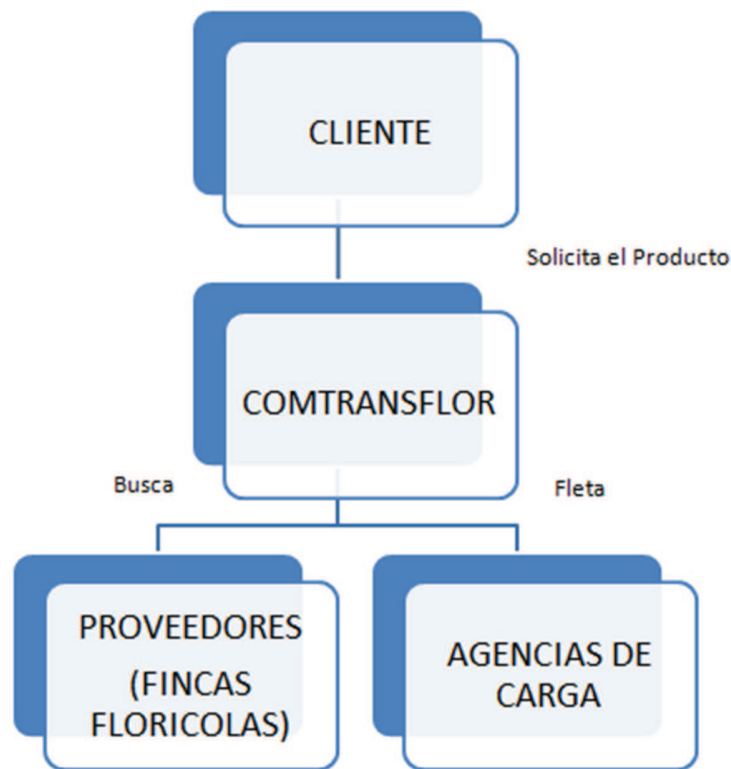 CLIENTE
Solicita el Producto
COMTRANSFLOR
Busca
Fleta
PROVEEDORES
(FINCAS
FLORICOLAS)
AGENCIAS DE
CARGA